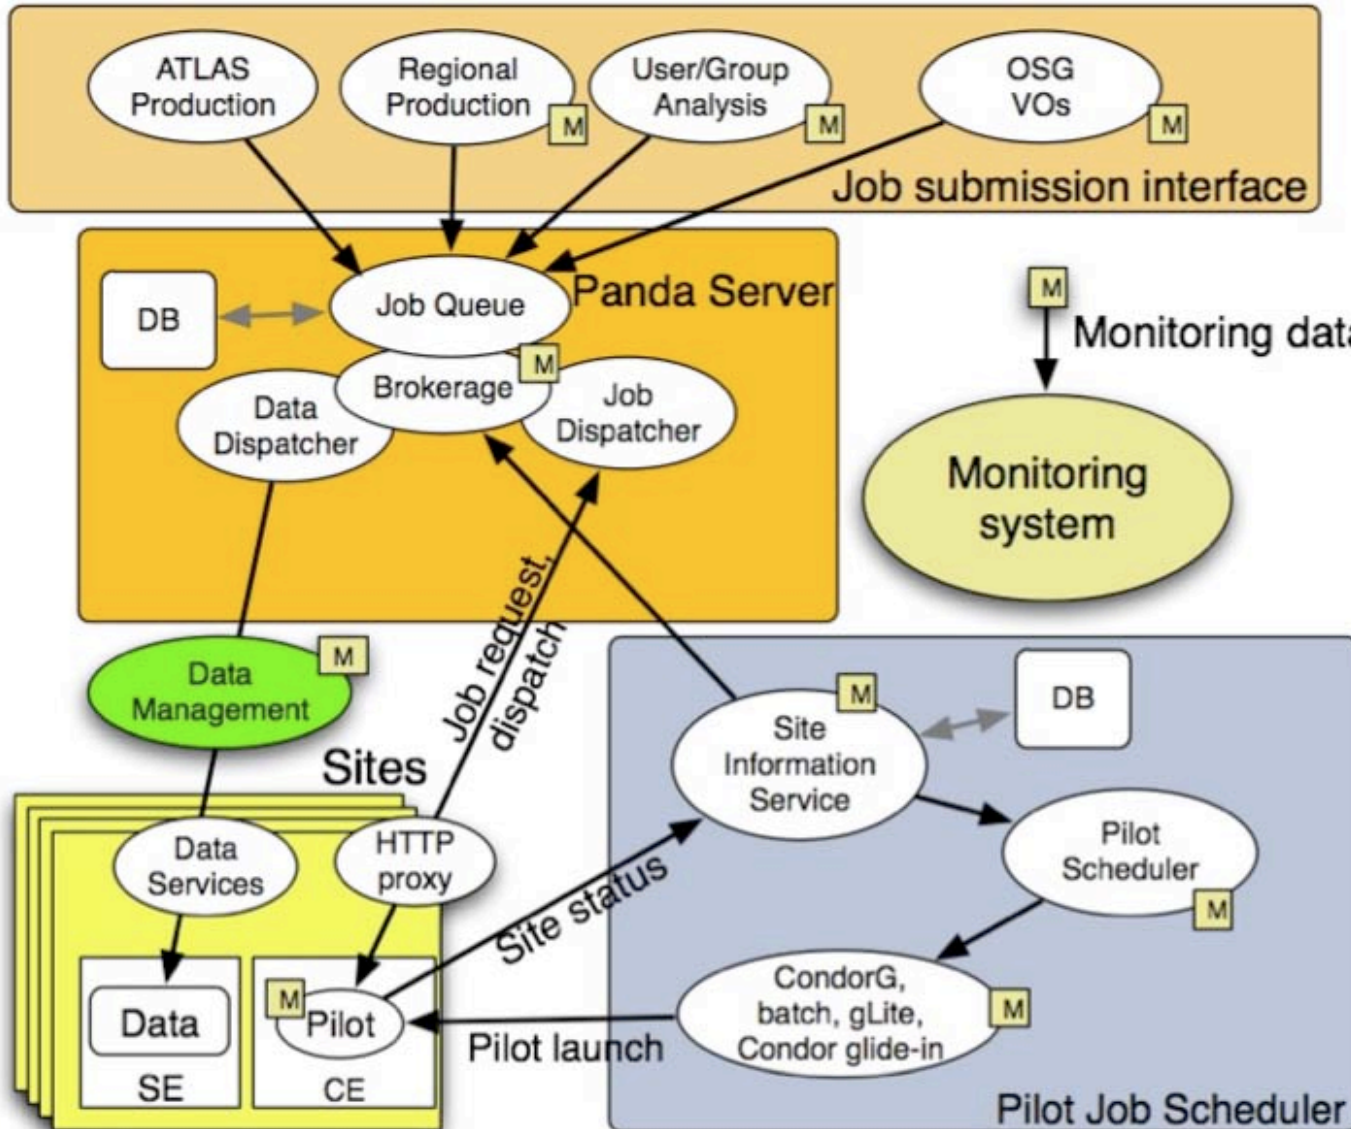 ATLAS
Production
Regional
Production
M
User/Group
Analysis
M
OSG
VOs
M
Job submission interface
DB
Job Queue
Panda Server
Brokerage
M
Data
Dispatcher
Job
Dispatcher
M
Monitoring data
Monitoring
system
Data
Management
M
Job request,
dispatch
Sites
Data
Services
HTTP
proxy
Site status
Data
SE
M
Pilot
CE
Pilot launch
M
Site
Information
Service
DB
Pilot
Scheduler
M
CondorG,
batch, gLite,
Condor glide-in
M
Pilot Job Scheduler